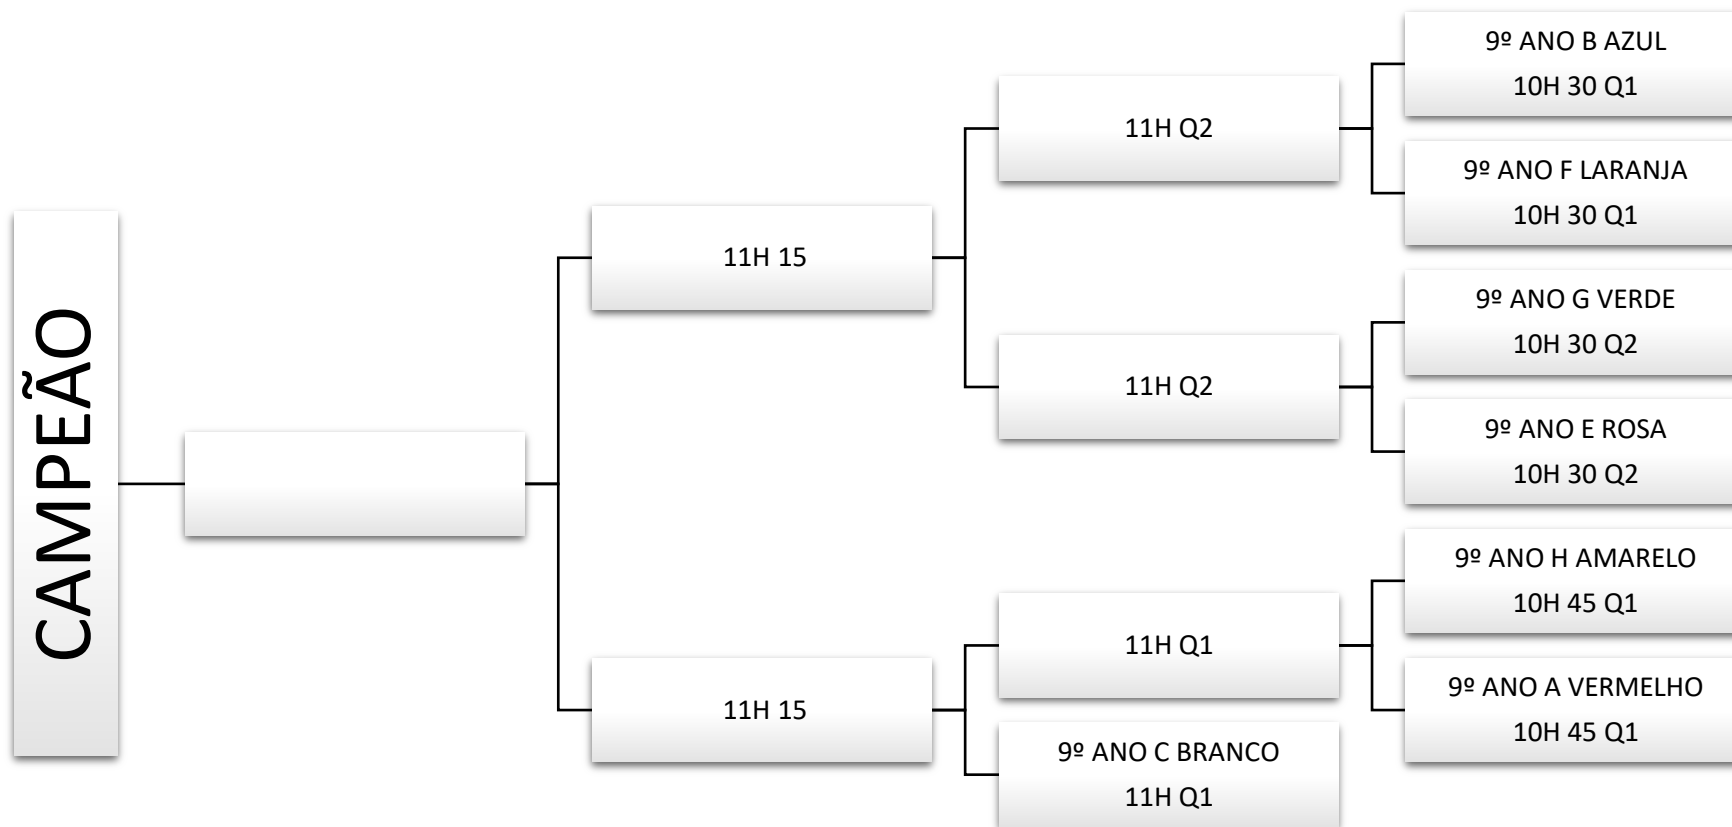 CAMPEÃO
11H 15
11H Q2
9º ANO B AZUL
10H 30 Q1
9º ANO F LARANJA
10H 30 Q1
11H Q2
9º ANO G VERDE
10H 30 Q2
9º ANO E ROSA
10H 30 Q2
11H 15
11H Q1
9º ANO H AMARELO
10H 45 Q1
9º ANO A VERMELHO
10H 45 Q1
9º ANO C BRANCO
11H Q1